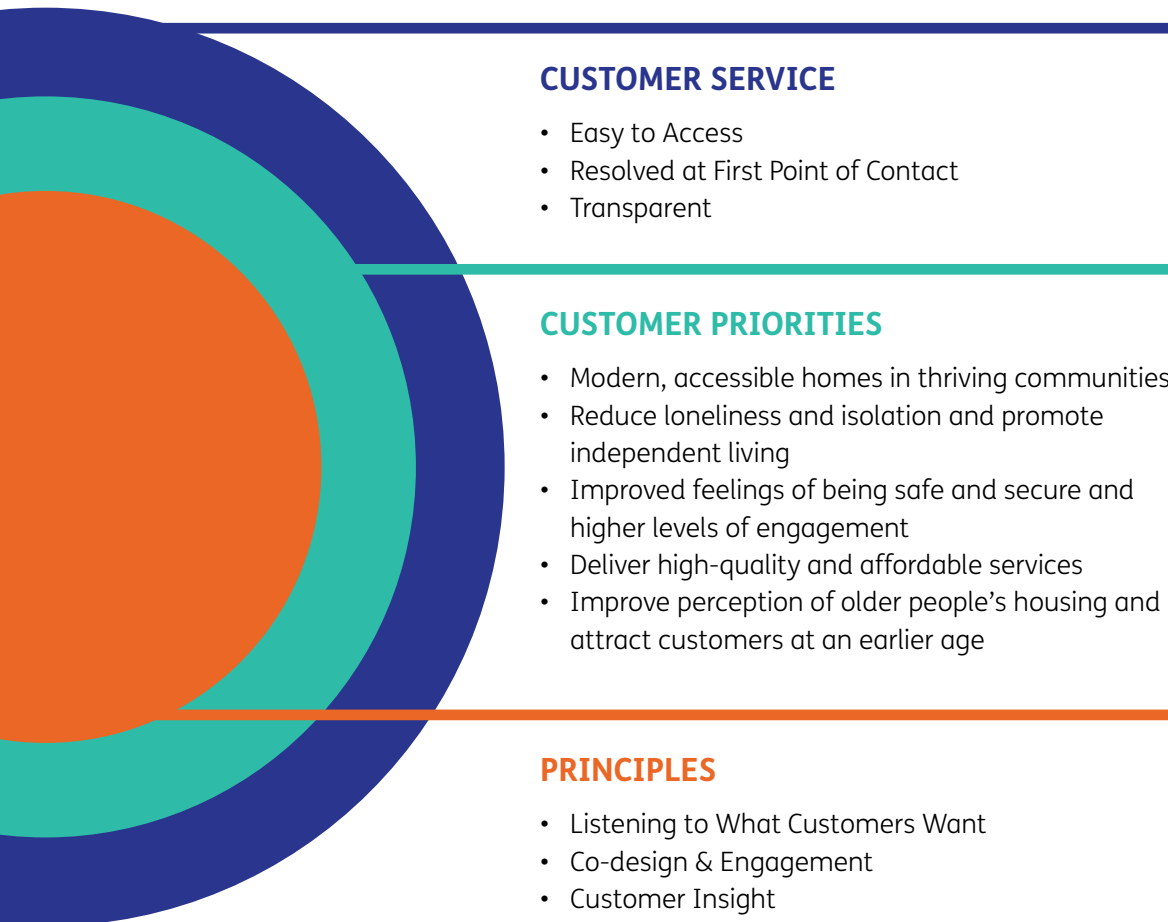 CUSTOMER SERVICE
• Easy to Access
• Resolved at First Point of Contact
• Transparent
CUSTOMER PRIORITIES
• Modern, accessible homes in thriving communities
• Reduce loneliness and isolation and promote
independent living
• Improved feelings of being safe and secure and
higher levels of engagement
• Deliver high-quality and affordable services
• Improve perception of older people’s housing and
attract customers at an earlier age
PRINCIPLES
• Listening to What Customers Want
• Co-design & Engagement
• Customer Insight